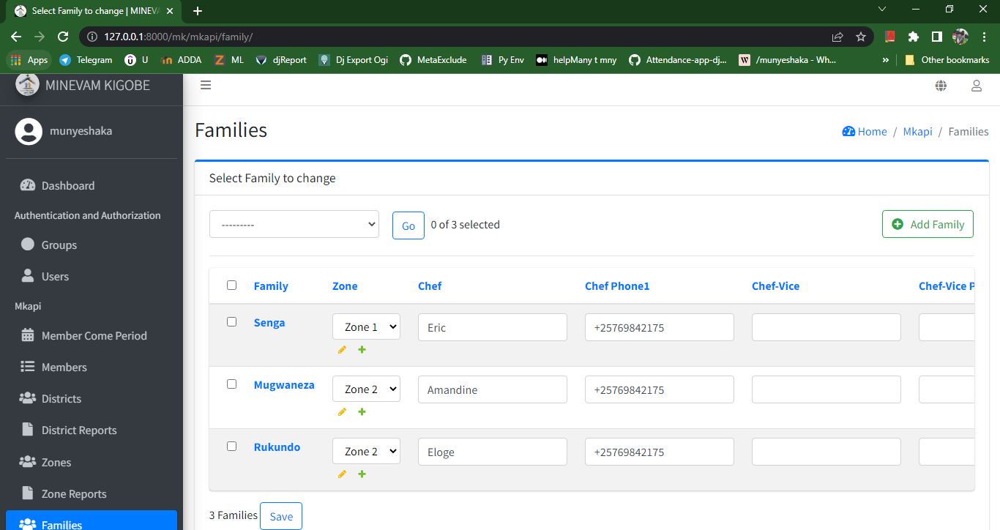 Select Family to change | MINEVA
127.0.0.1:8000/mk/mkapi/family/
Apps Telegram U ADDA ML djReport Dj Export Ogi MetaExclude Py Env helpMany t mny Attendance-app-dj... /munyeshaka - Wh... » Other bookmarks
MINEVAM KIGOBE
munyeshaka
Dashboard
Authentication and Authorization
Groups
Users
Mkapi
Member Come Period
Members
Districts
District Reports
Zones
Zone Reports
Families
Families
Home / Mkapi / Families
Select Family to change
---------
Go
0 of 3 selected
Add Family
Family Zone Chef Chef Phone1 Chef-Vice Chef-Vice P
Senga Zone 1 Eric +25769842175
Mugwaneza Zone 2 Amandine +25769842175
Rukundo Zone 2 Eloge +25769842175
3 Families Save